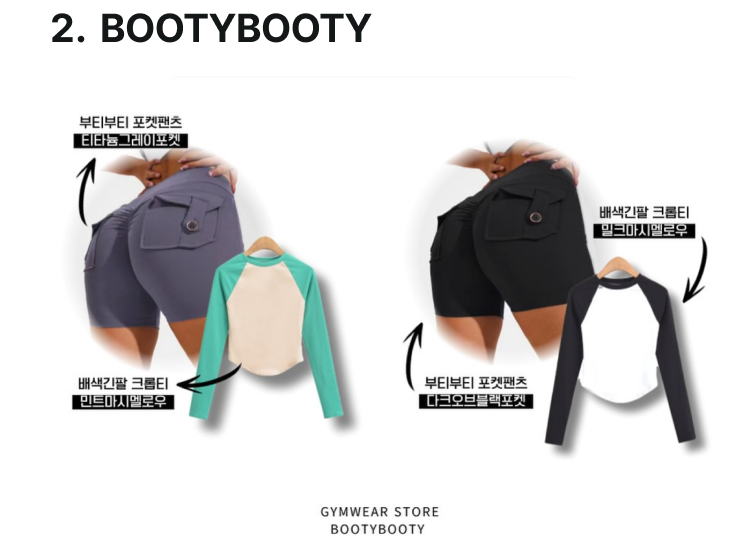 2. BOOTYBOOTY
부티부티 포켓팬츠
티타늄그레이포켓
배색긴팔 크롭티
밀크마시멜로우
배색긴팔 크롭티
민트마시멜로우
부티부티 포켓팬츠
다크오브블랙포켓
GYMWEAR STORE
BOOTYBOOTY